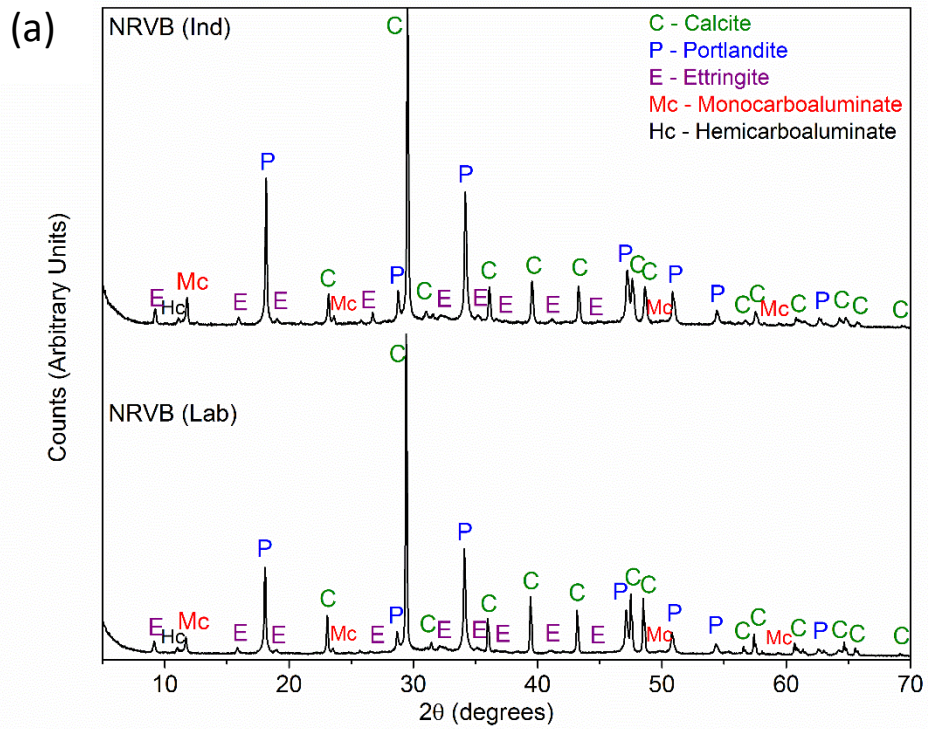 (a)
NRVB (Ind)
C - Calcite
P - Portlandite
E - Ettringite
Mc - Monocarboaluminate
Hc - Hemicarboaluminate
E Hc Mc E P E C Mc E P C C E E C E C E C E P C C Mc P P C C Mc C P C C C
NRVB (Lab)
E Hc Mc E P E C Mc E P C C E E C E C E C E P C C Mc P P C C Mc C P C C C
Counts (Arbitrary Units)
10 20 30 40 50 60 70
2θ (degrees)